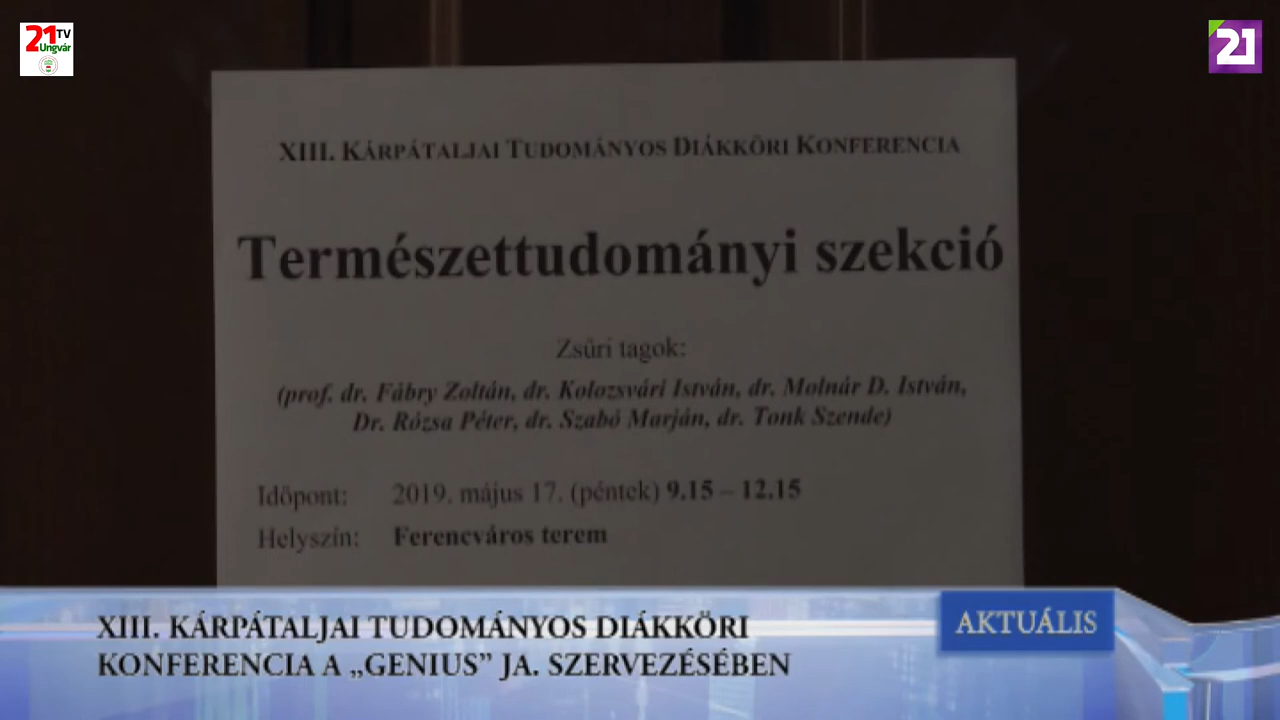 21 TV
Ungvár
21
XIII. KÁRPÁTALJAI TUDOMÁNYOS DIÁKKÖRI KONFERENCIA
Természettudományi szekció
Zsűri tagok:
(prof. dr. Fábry Zoltán, dr. Kolozsvári István, dr. Molnár D. István,
Dr. Rózsa Péter, dr. Szabó Marján, dr. Tonk Szende)
Időpont: 2019. május 17. (péntek) 9.15 – 12.15
Helyszín: Ferencváros terem
XIII. KÁRPÁTALJAI TUDOMÁNYOS DIÁKKÖRI
KONFERENCIA A „GENIUS” JA. SZERVEZÉSÉBEN
AKTUÁLIS